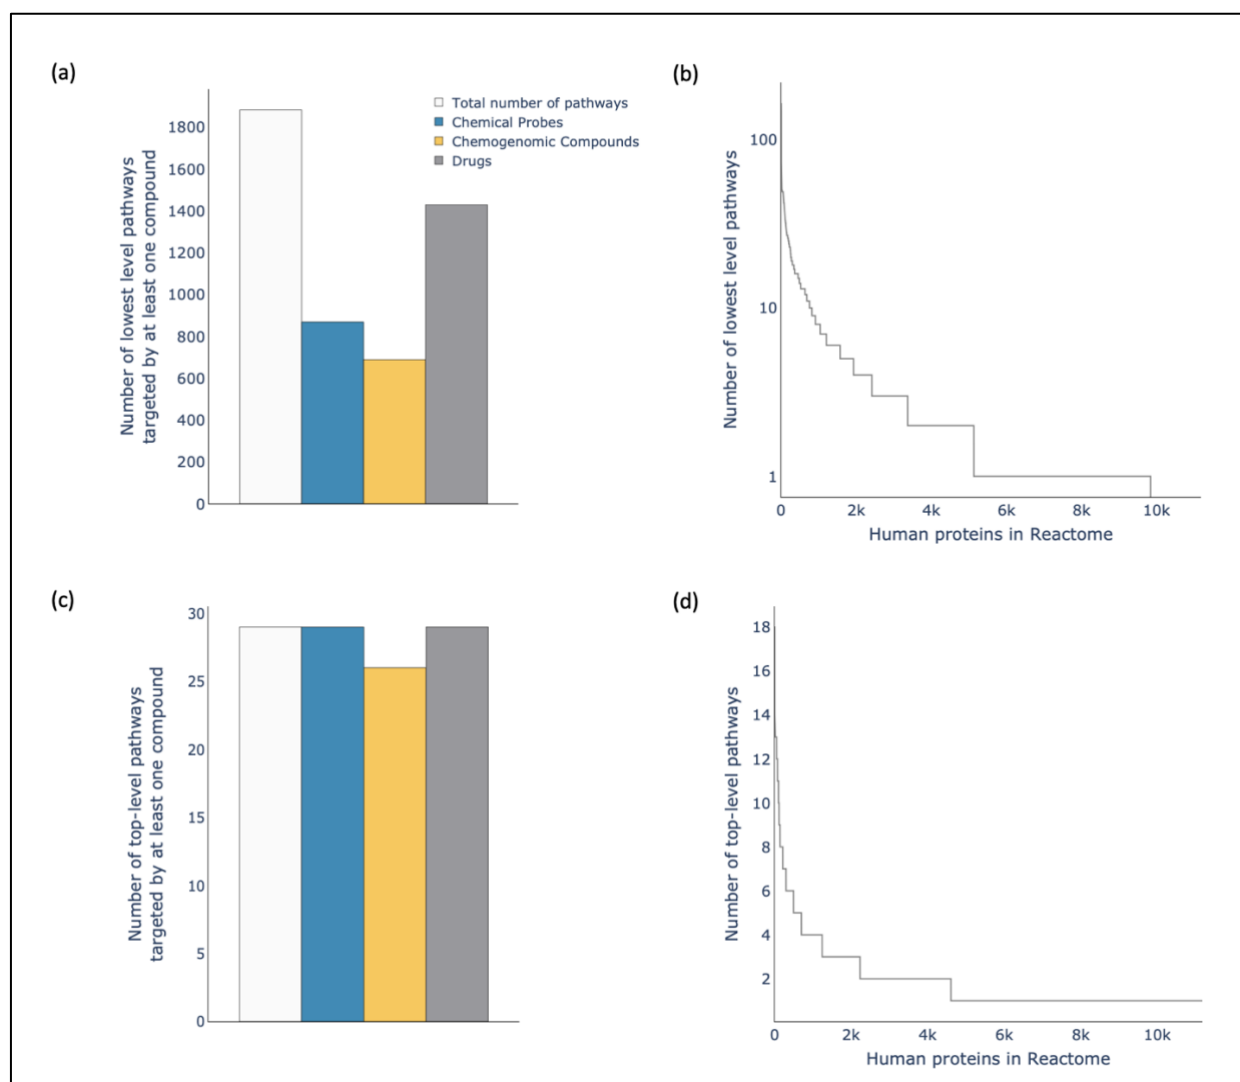 (a)
Number of lowest level pathways
targeted by at least one compound
1800
1600
1400
1200
1000
800
600
400
200
0
Total number of pathways
Chemical Probes
Chemogenomic Compounds
Drugs
(b)
Number of lowest level pathways
100
10
1
0
2k
4k
6k
8k
10k
Human proteins in Reactome
(c)
Number of top-level pathways
targeted by at least one compound
30
25
20
15
10
5
0
(d)
Number of top-level pathways
18
16
14
12
10
8
6
4
2
0
2k
4k
6k
8k
10k
Human proteins in Reactome